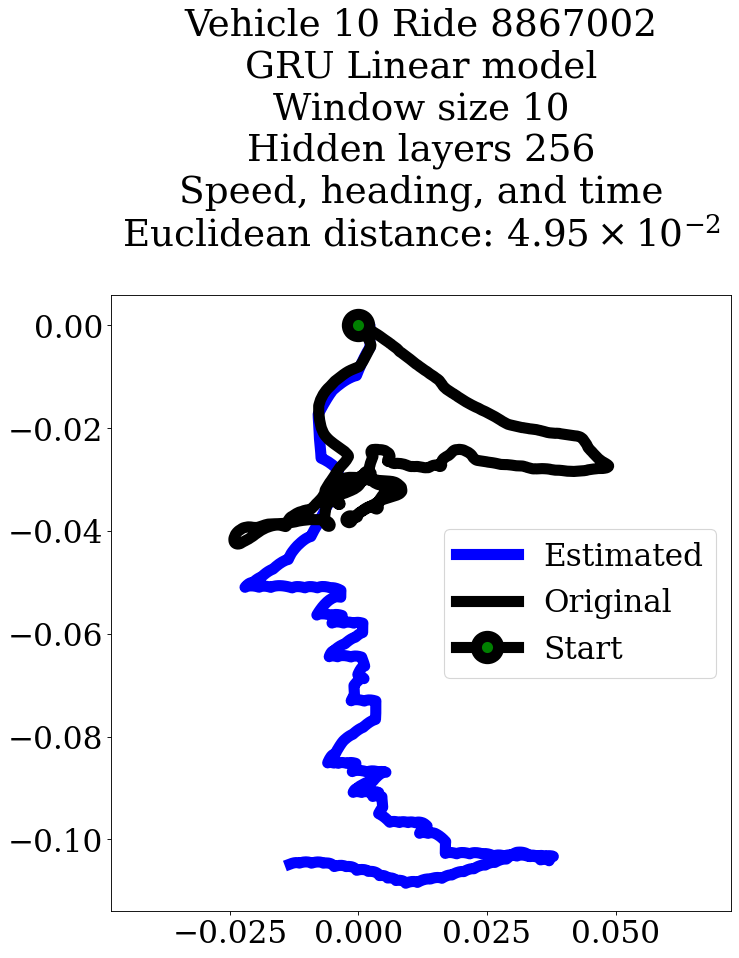 Vehicle 10 Ride 8867002
GRU Linear model
Window size 10
Hidden layers 256
Speed, heading, and time
Euclidean distance: 4.95 × 10⁻²
0.00
−0.02
−0.04
−0.06
−0.08
−0.10
Estimated
Original
Start
−0.025 0.000 0.025 0.050